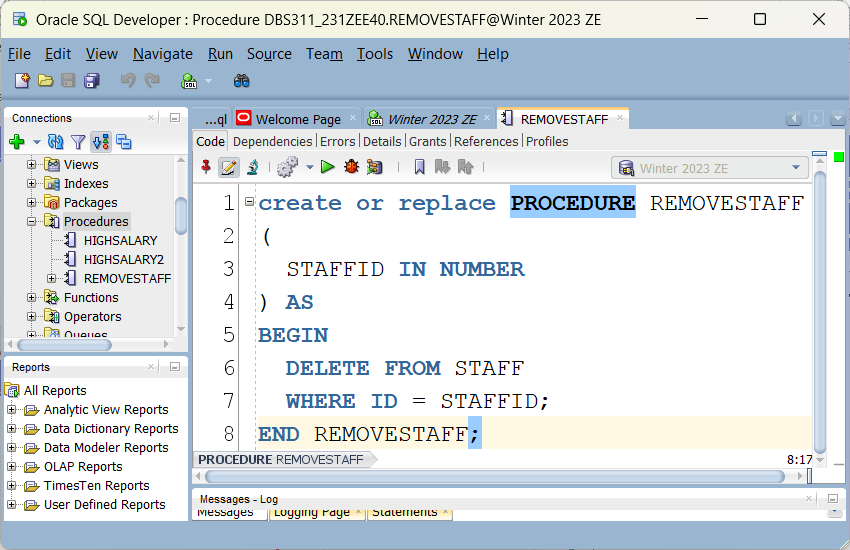 Oracle SQL Developer : Procedure DBS311_231ZEE40.REMOVESTAFF@Winter 2023 ZE
File Edit View Navigate Run Source Team Tools Window Help
SQL
Connections
Views
Indexes
Packages
Procedures
HIGHSALARY
HIGHSALARY2
REMOVESTAFF
Functions
Operators
Queues
Reports
All Reports
Analytic View Reports
Data Dictionary Reports
Data Modeler Reports
OLAP Reports
TimesTen Reports
User Defined Reports
...ql Welcome Page Winter 2023 ZE REMOVESTAFF
Code Dependencies Errors Details Grants References Profiles
Winter 2023 ZE
1 create or replace PROCEDURE REMOVESTAFF
2 (
3 STAFFID IN NUMBER
4 ) AS
5 BEGIN
6 DELETE FROM STAFF
7 WHERE ID = STAFFID;
8 END REMOVESTAFF;
PROCEDURE REMOVESTAFF 8:17
Messages - Log
Messages Logging Page Statements